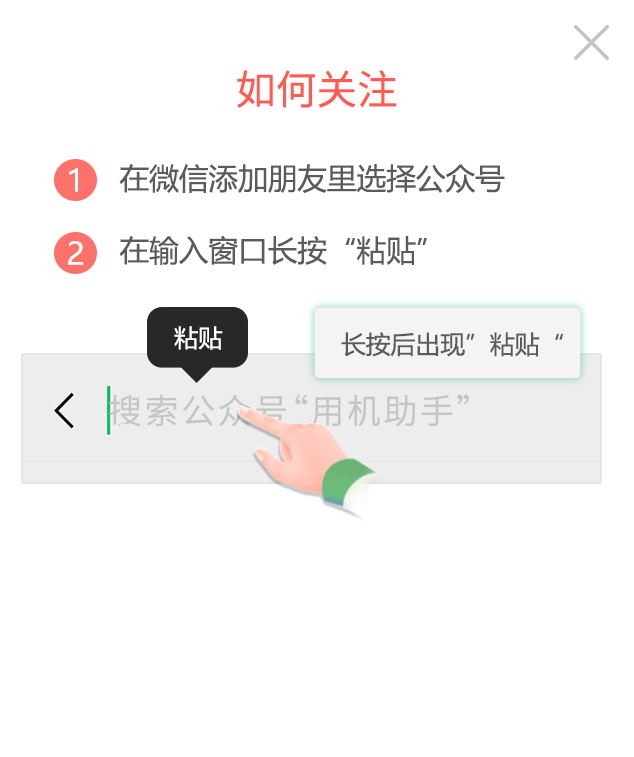 如何关注
1 在微信添加朋友里选择公众号
2 在输入窗口长按“粘贴”
粘贴
长按后出现”粘贴“
搜索公众号“用机助手”